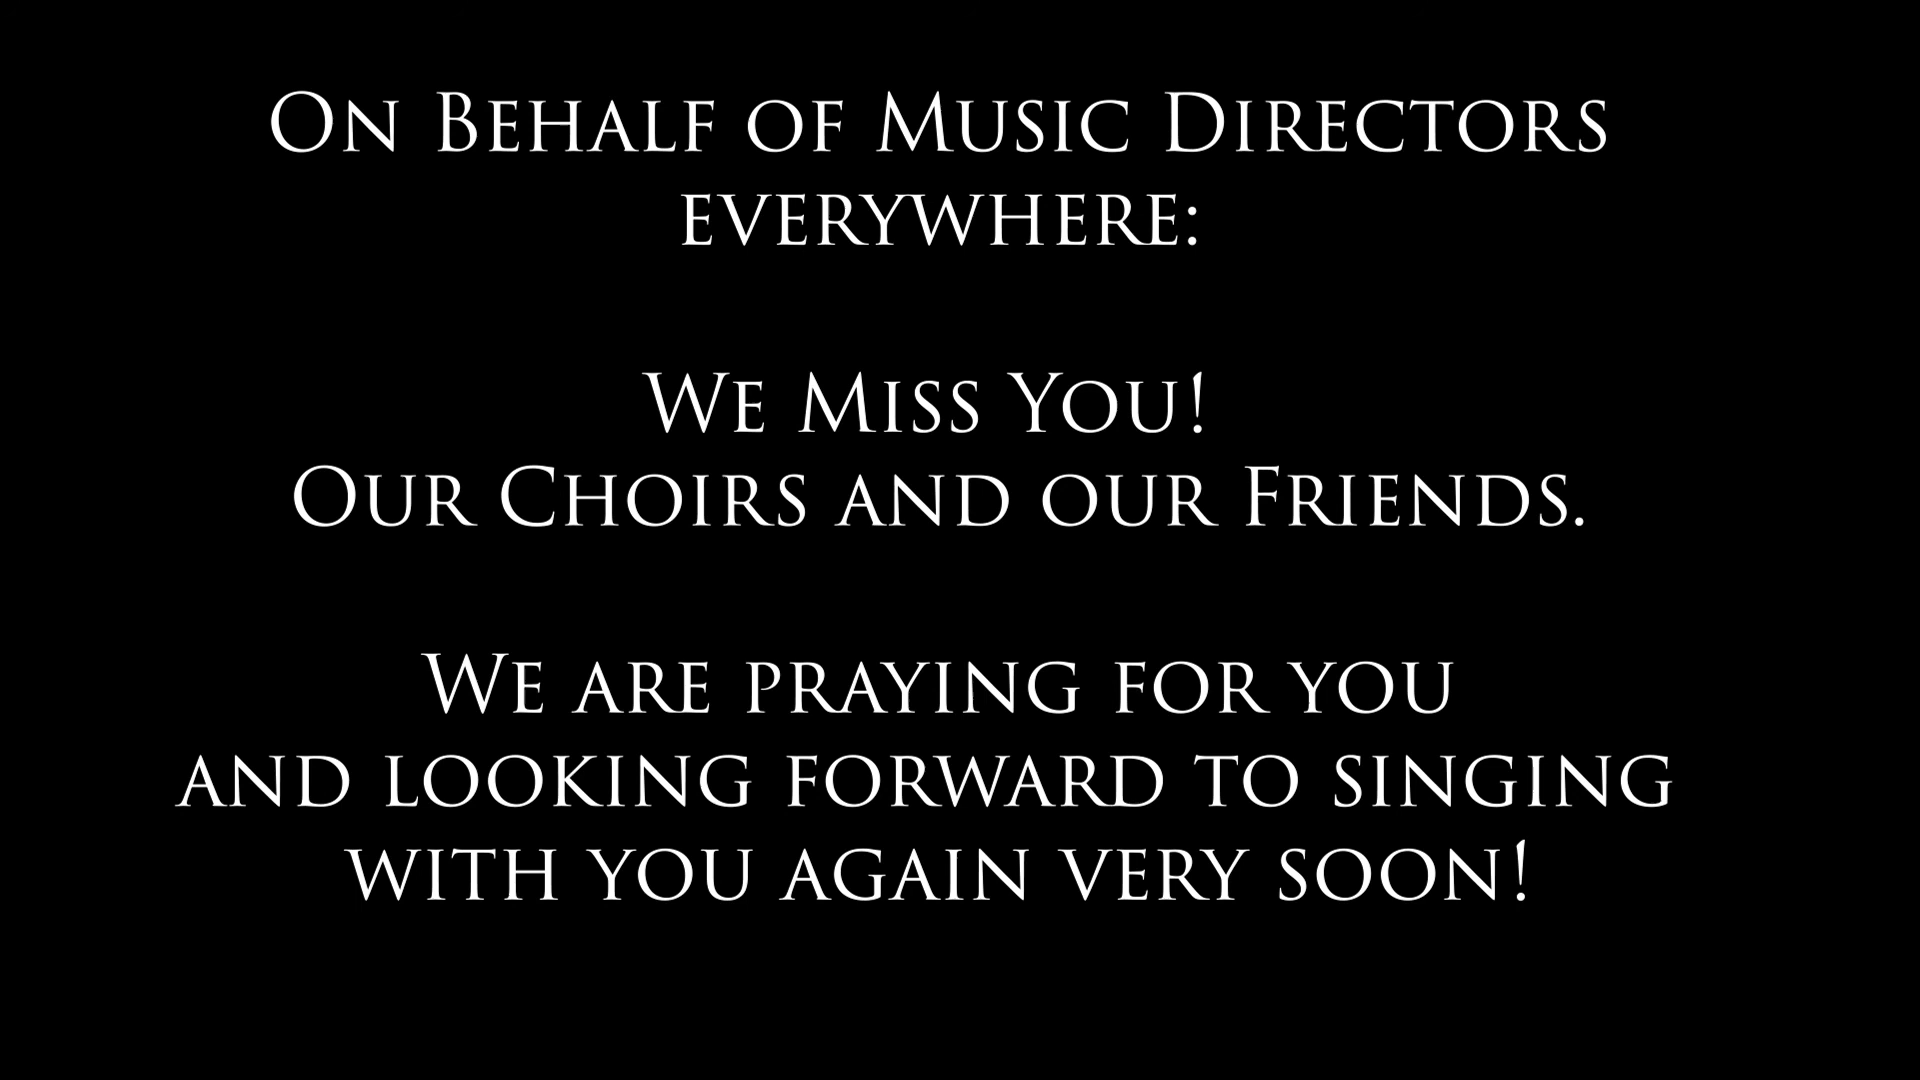 On Behalf of Music Directors
everywhere:
We Miss You!
Our Choirs and our Friends.
We are praying for you
and looking forward to singing
with you again very soon!